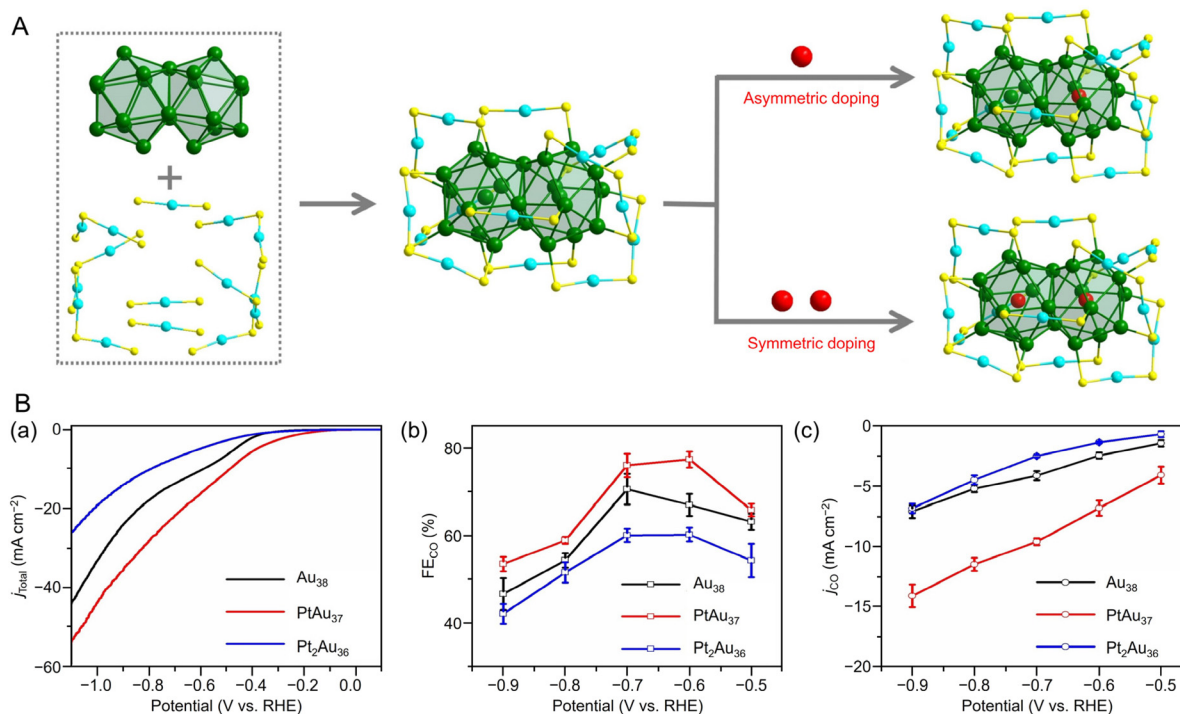 A
Asymmetric doping
Symmetric doping
B
(a)
0
−20
−40
−60
j_Total (mA cm⁻²)
Au₃₈
PtAu₃₇
Pt₂Au₃₆
−1.0 −0.8 −0.6 −0.4 −0.2 0.0
Potential (V vs. RHE)
(b)
80
60
40
FE_CO (%)
Au₃₈
PtAu₃₇
Pt₂Au₃₆
−0.9 −0.8 −0.7 −0.6 −0.5
Potential (V vs. RHE)
(c)
0
−5
−10
−15
−20
j_CO (mA cm⁻²)
Au₃₈
PtAu₃₇
Pt₂Au₃₆
−0.9 −0.8 −0.7 −0.6 −0.5
Potential (V vs. RHE)